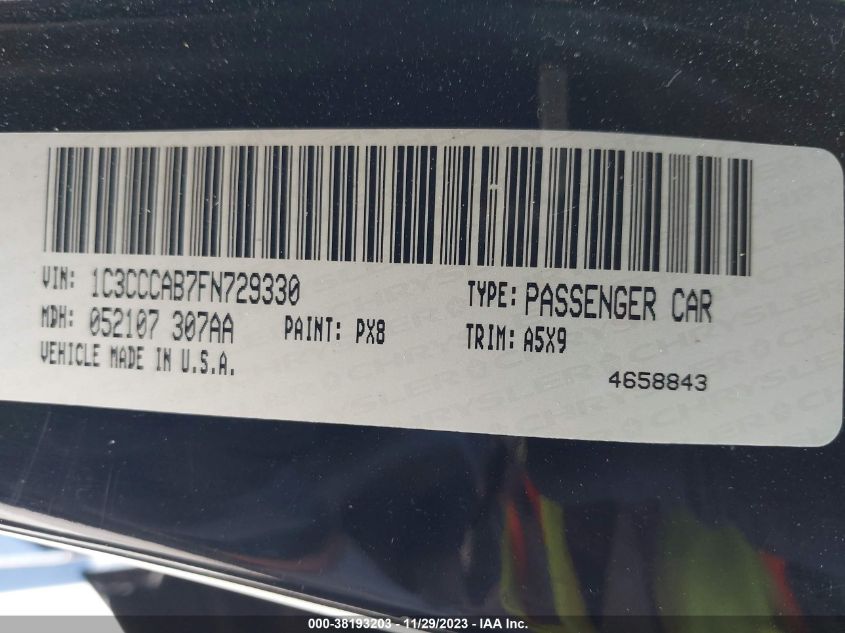 VIN: 1C3CCCAB7FN729330
TYPE: PASSENGER CAR
MDH: 052107 307AA
PAINT: PX8
TRIM: A5X9
VEHICLE MADE IN U.S.A.
4658843
CHRYSLER
000-38193203 - 11/29/2023 - IAA Inc.